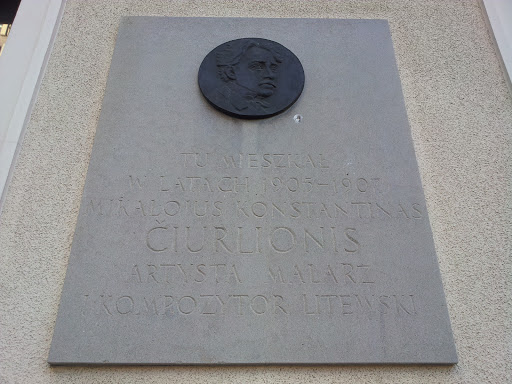 TU MIESZKAŁ
W LATACH 1905–1907
MIKALOJUS KONSTANTINAS
ČIURLIONIS
ARTYSTA MALARZ
I KOMPOZYTOR LITEWSKI